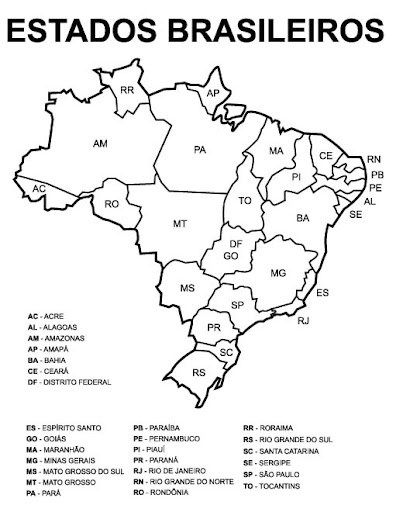 ESTADOS BRASILEIROS
RR
AP
AM
PA
MA
CE
RN
PB
PE
AL
SE
PI
AC
RO
TO
BA
MT
DF
GO
MG
MS
ES
SP
RJ
PR
SC
RS
AC - ACRE
AL - ALAGOAS
AM - AMAZONAS
AP - AMAPÁ
BA - BAHIA
CE - CEARÁ
DF - DISTRITO FEDERAL
ES - ESPÍRITO SANTO
GO - GOIÁS
MA - MARANHÃO
MG - MINAS GERAIS
MS - MATO GROSSO DO SUL
MT - MATO GROSSO
PA - PARÁ
PB - PARAÍBA
PE - PERNAMBUCO
PI - PIAUÍ
PR - PARANÁ
RJ - RIO DE JANEIRO
RN - RIO GRANDE DO NORTE
RO - RONDÔNIA
RR - RORAIMA
RS - RIO GRANDE DO SUL
SC - SANTA CATARINA
SE - SERGIPE
SP - SÃO PAULO
TO - TOCANTINS